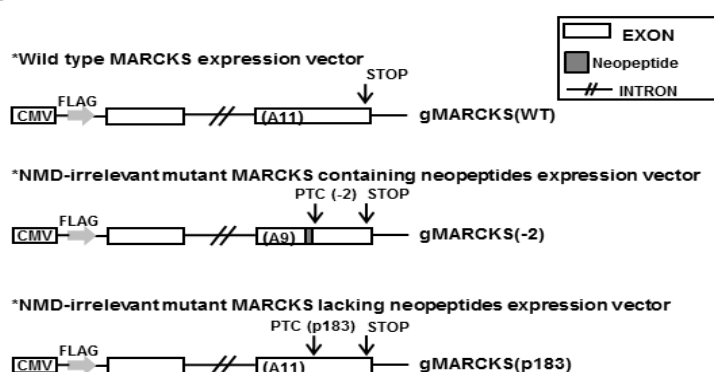 EXON
Neopeptide
INTRON
*Wild type MARCKS expression vector
STOP
FLAG
CMV (A11) gMARCKS(WT)
*NMD-irrelevant mutant MARCKS containing neopeptides expression vector
PTC (-2) STOP
FLAG
CMV (A9) gMARCKS(-2)
*NMD-irrelevant mutant MARCKS lacking neopeptides expression vector
PTC (p183) STOP
FLAG
CMV (A11) gMARCKS(p183)